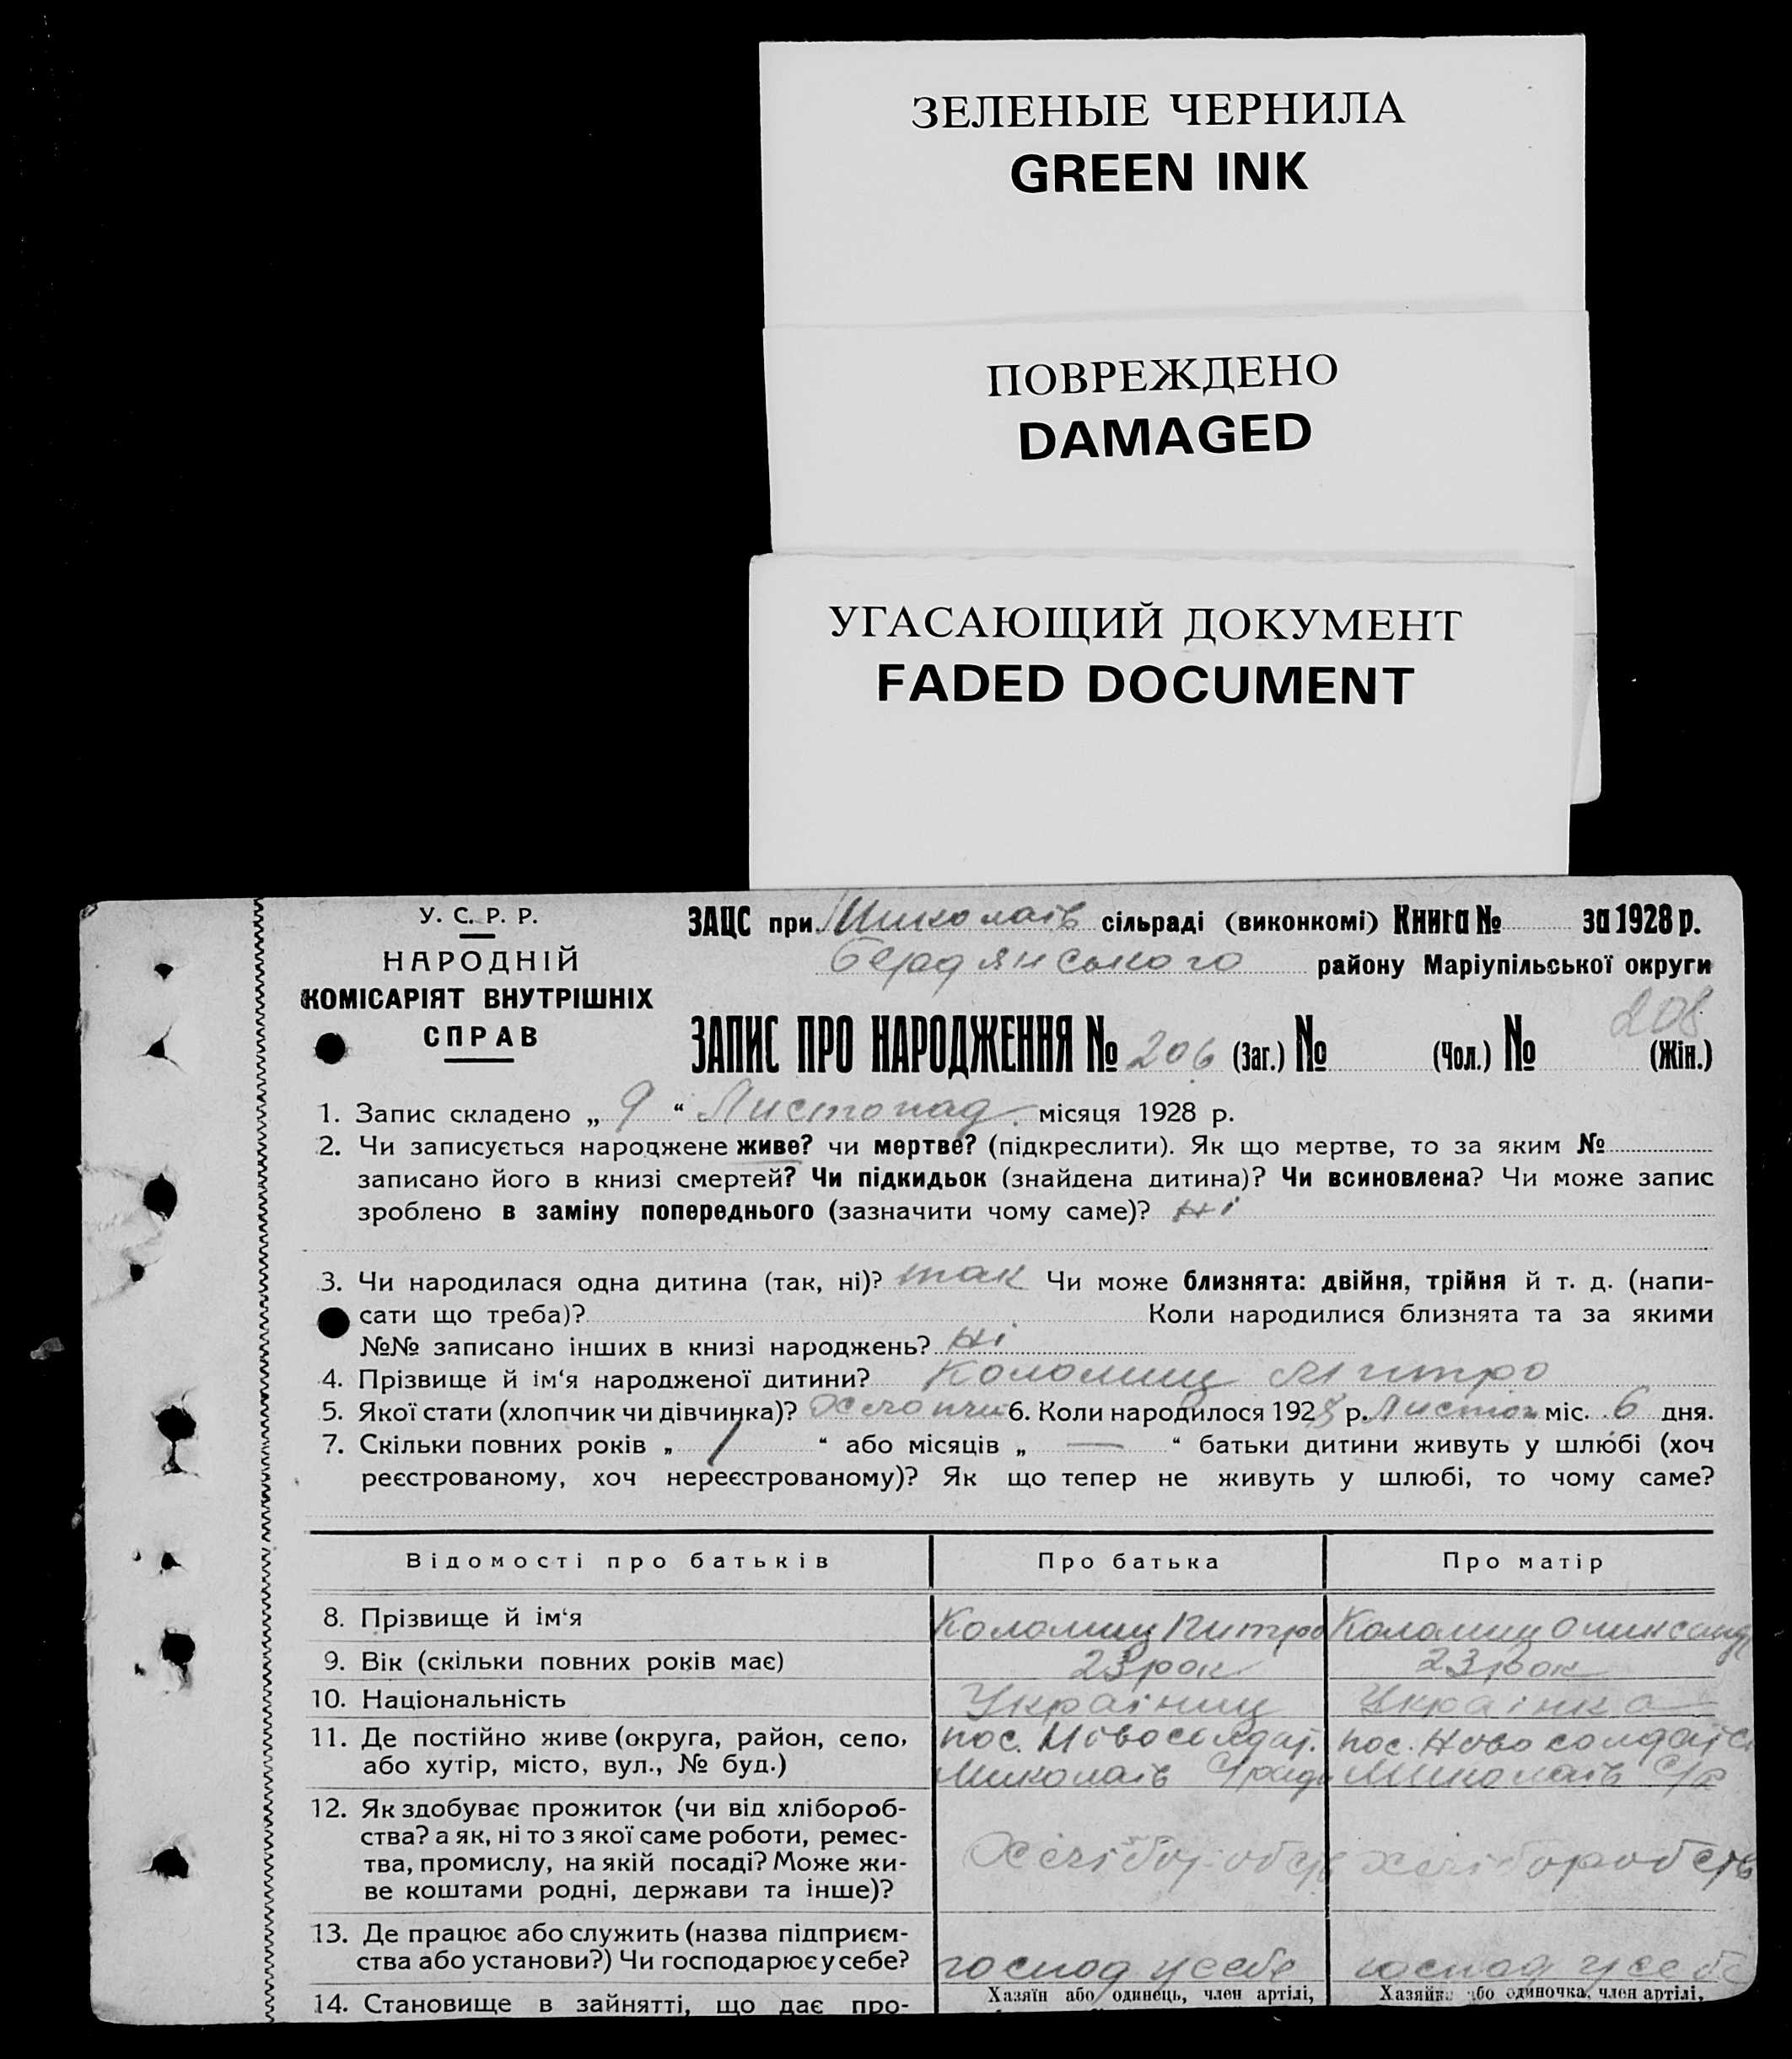 ЗЕЛЕНЫЕ ЧЕРНИЛА
GREEN INK
ПОВРЕЖДЕНО
DAMAGED
УГАСАЮЩИЙ ДОКУМЕНТ
FADED DOCUMENT
У. С. Р. Р.
НАРОДНІЙ
КОМІСАРІЯТ ВНУТРІШНІХ
СПРАВ
ЗАЦС при Миколаїв сільраді (виконкомі) Книга № за 1928 р.
Бердянського району Маріупільської округи
208
ЗАПИС ПРО НАРОДЖЕННЯ № 206 (Заг.) № (Чол.) № (Жін.)
1. Запис складено „ 9 “ Листопад місяця 1928 р.
2. Чи записується народжене живе? чи мертве? (підкреслити). Як що мертве, то за яким №
записано його в книзі смертей? Чи підкидьок (знайдена дитина)? Чи всиновлена? Чи може запис
зроблено в заміну попереднього (зазначити чому саме)? Ні
3. Чи народилася одна дитина (так, ні)? так Чи може близнята: двійня, трійня й т. д. (напи-
сати що треба)? Коли народилися близнята та за якими
№№ записано інших в книзі народжень? Ні
4. Прізвище й ім‘я народженої дитини? Коломиц
5. Якої стати (хлопчик чи дівчинка)? Хлопчи 6. Коли народилося 1928 р. Листоп міс. 6 дня.
7. Скільки повних років „ 1 “ або місяців „ — “ батьки дитини живуть у шлюбі (хоч
реєстрованому, хоч нереєстрованому)? Як що тепер не живуть у шлюбі, то чому саме?
Відомості про батьків Про батька Про матір
8. Прізвище й ім‘я Коломиц Коломиц Олинсанд
9. Вік (скільки повних років має) 23 рок 23 рок
10. Національність Українец Українка
11. Де постійно живе (округа, район, село, пос. Новосолдат. пос. Новосолдатс
або хутір, місто, вул., № буд.) Миколаїв С/ради Миколаїв С/р
12. Як здобуває прожиток (чи від хлібороб-
ства? а як, ні то з якої саме роботи, ремес-
тва, промислу, на якій посаді? Може жи- Хліборобств хліборобств
ве коштами родні, держави та інше)?
13. Де працює або служить (назва підприєм-
ства або установи?) Чи господарює у себе? господ у себе господ у себе
14. Становище в зайнятті, що дає про- Хазяїн або одинець, член артілі, Хазяйка або одиночка, член артілі,